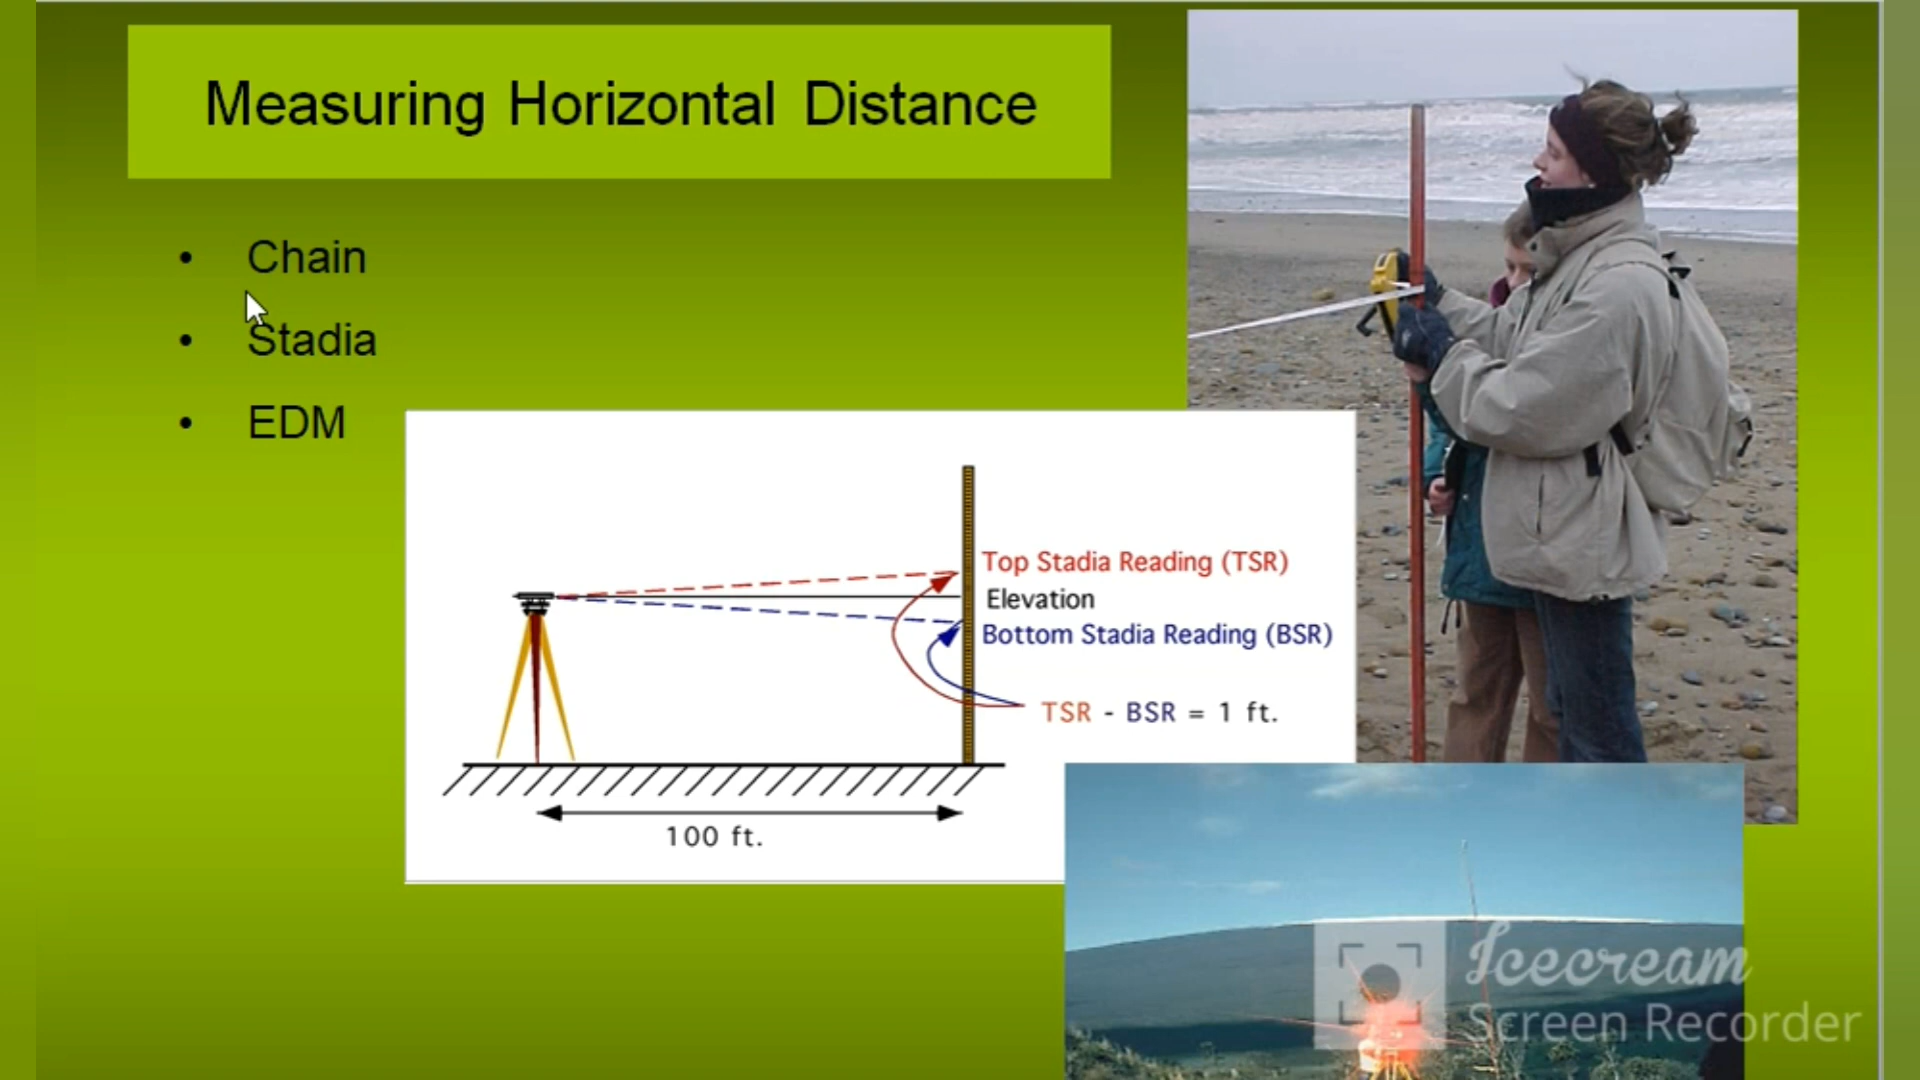 Measuring Horizontal Distance
• Chain
• Stadia
• EDM
Top Stadia Reading (TSR)
Elevation
Bottom Stadia Reading (BSR)
TSR - BSR = 1 ft.
100 ft.
Icecream
Screen Recorder